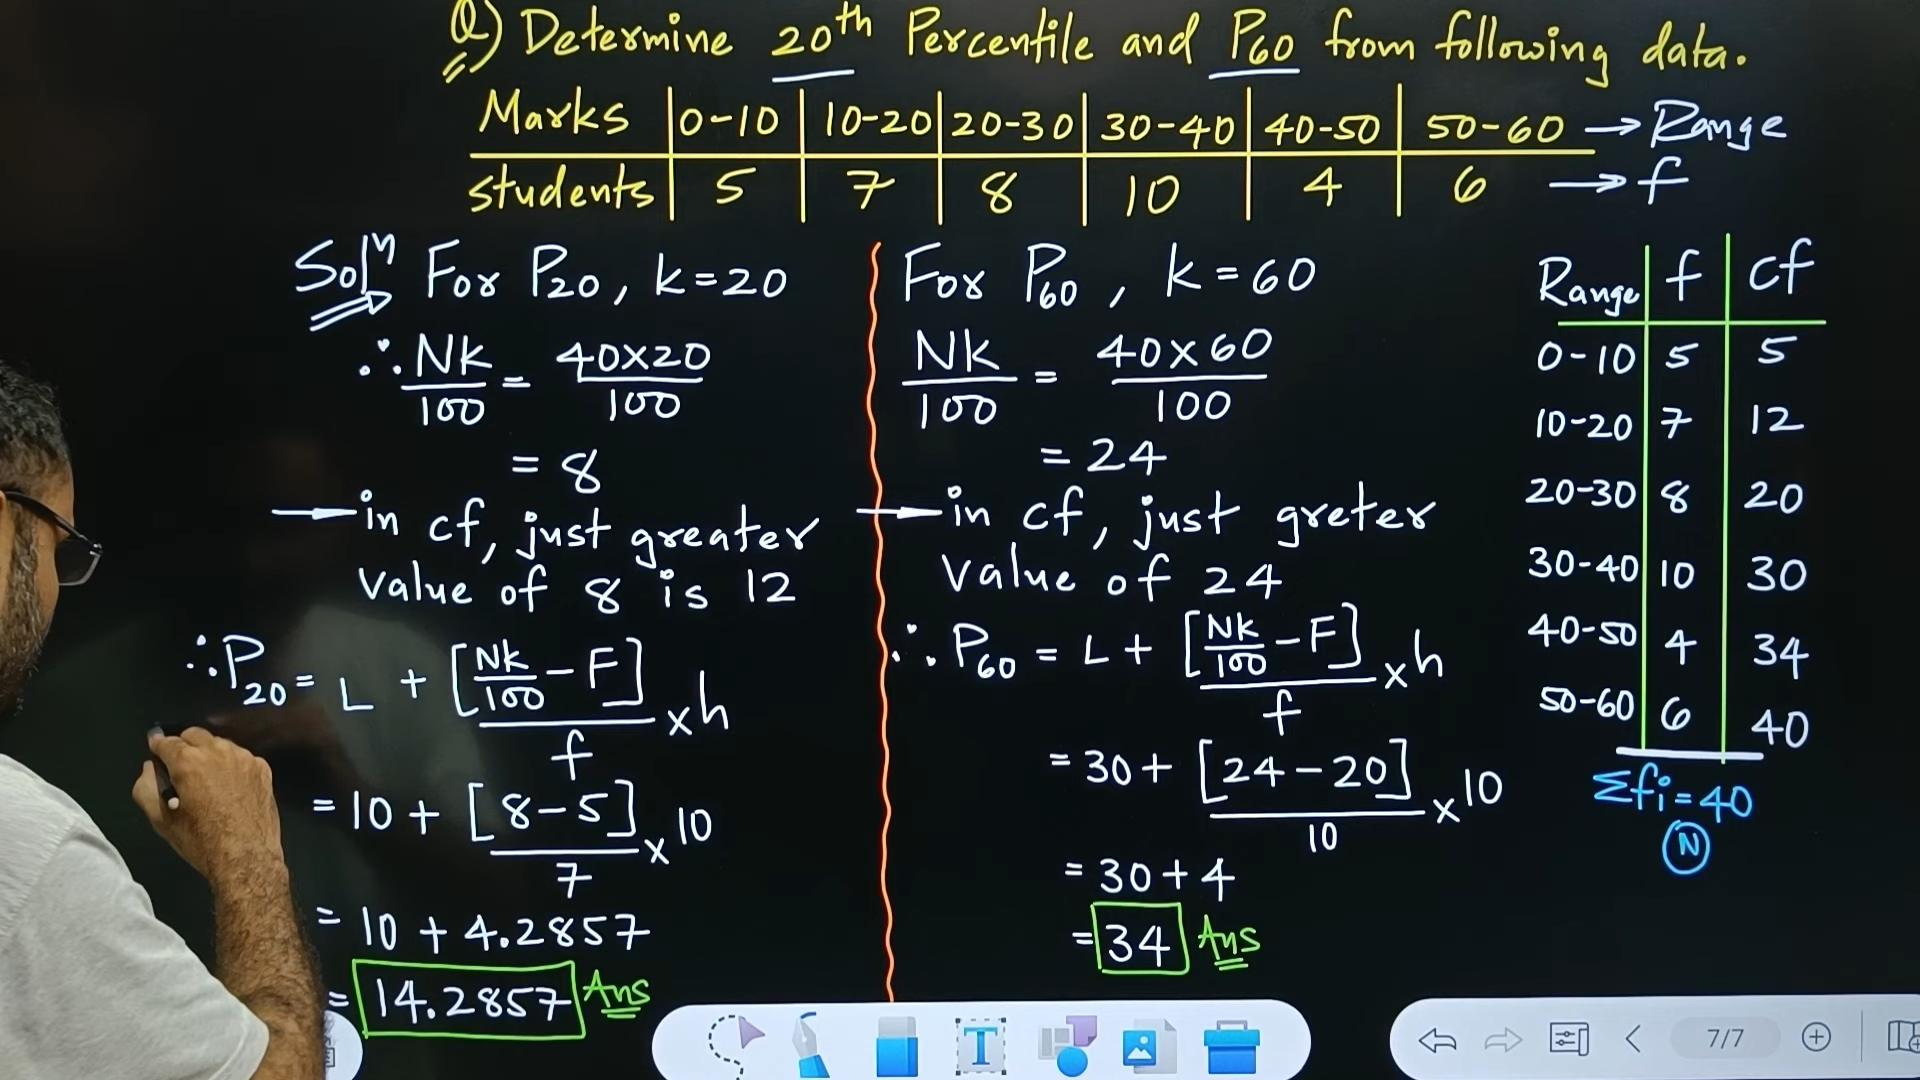 Q) Determine 20th Percentile and P60 from following data.
Marks | 0-10 | 10-20 | 20-30 | 30-40 | 40-50 | 50-60 → Range
students | 5 | 7 | 8 | 10 | 4 | 6 → f
Solⁿ For P20, k=20
∴ Nk/100 = 40×20/100
= 8
→ in cf, just greater
value of 8 is 12
∴ P20 = L + [Nk/100 - F]/f × h
= 10 + [8-5]/7 × 10
= 10 + 4.2857
= 14.2857 Ans
For P60, k=60
Nk/100 = 40×60/100
= 24
→ in cf, just greter
value of 24
∴ P60 = L + [Nk/100 - F]/f × h
= 30 + [24-20]/10 × 10
= 30 + 4
= 34 Ans
Range | f | cf
0-10 | 5 | 5
10-20 | 7 | 12
20-30 | 8 | 20
30-40 | 10 | 30
40-50 | 4 | 34
50-60 | 6 | 40
Σfi = 40
N
T
7/7